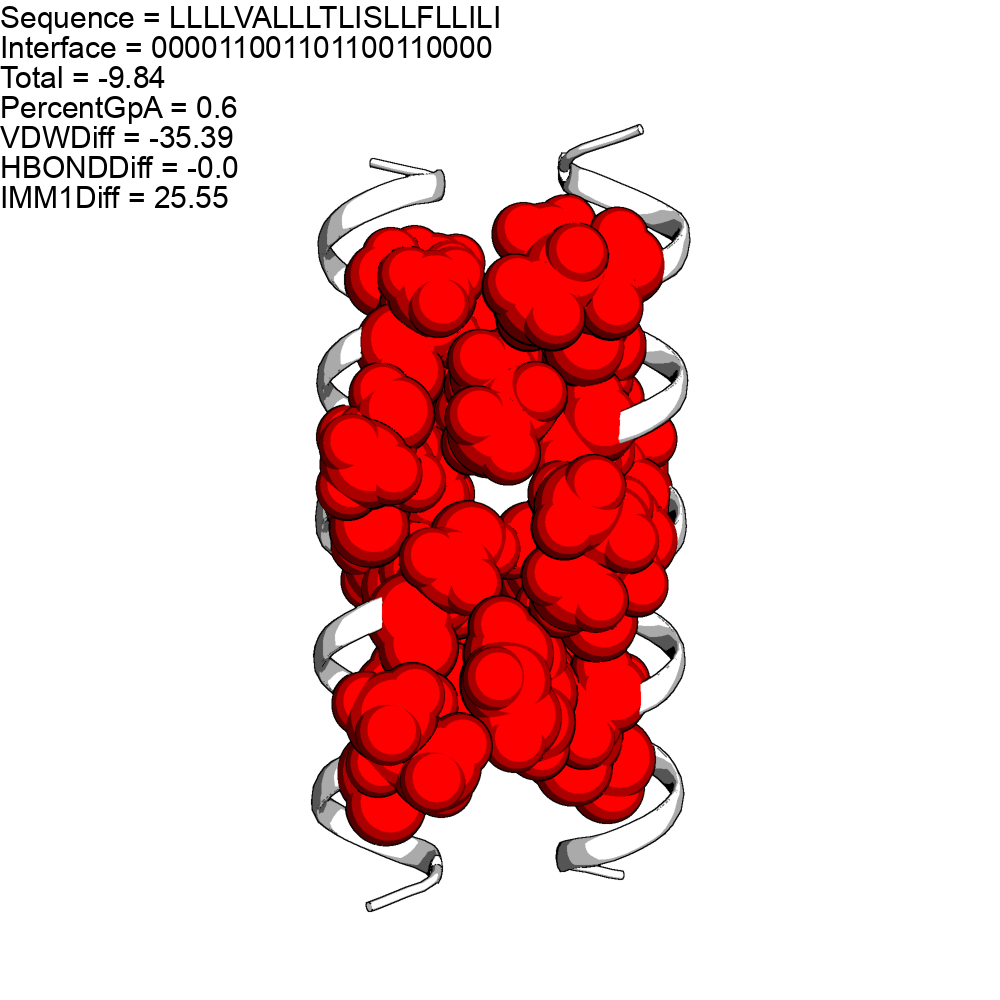 Sequence = LLLLVALLLTLISLLFLLILI
Interface = 000011001101100110000
Total = -9.84
PercentGpA = 0.6
VDWDiff = -35.39
HBONDDiff = -0.0
IMM1Diff = 25.55